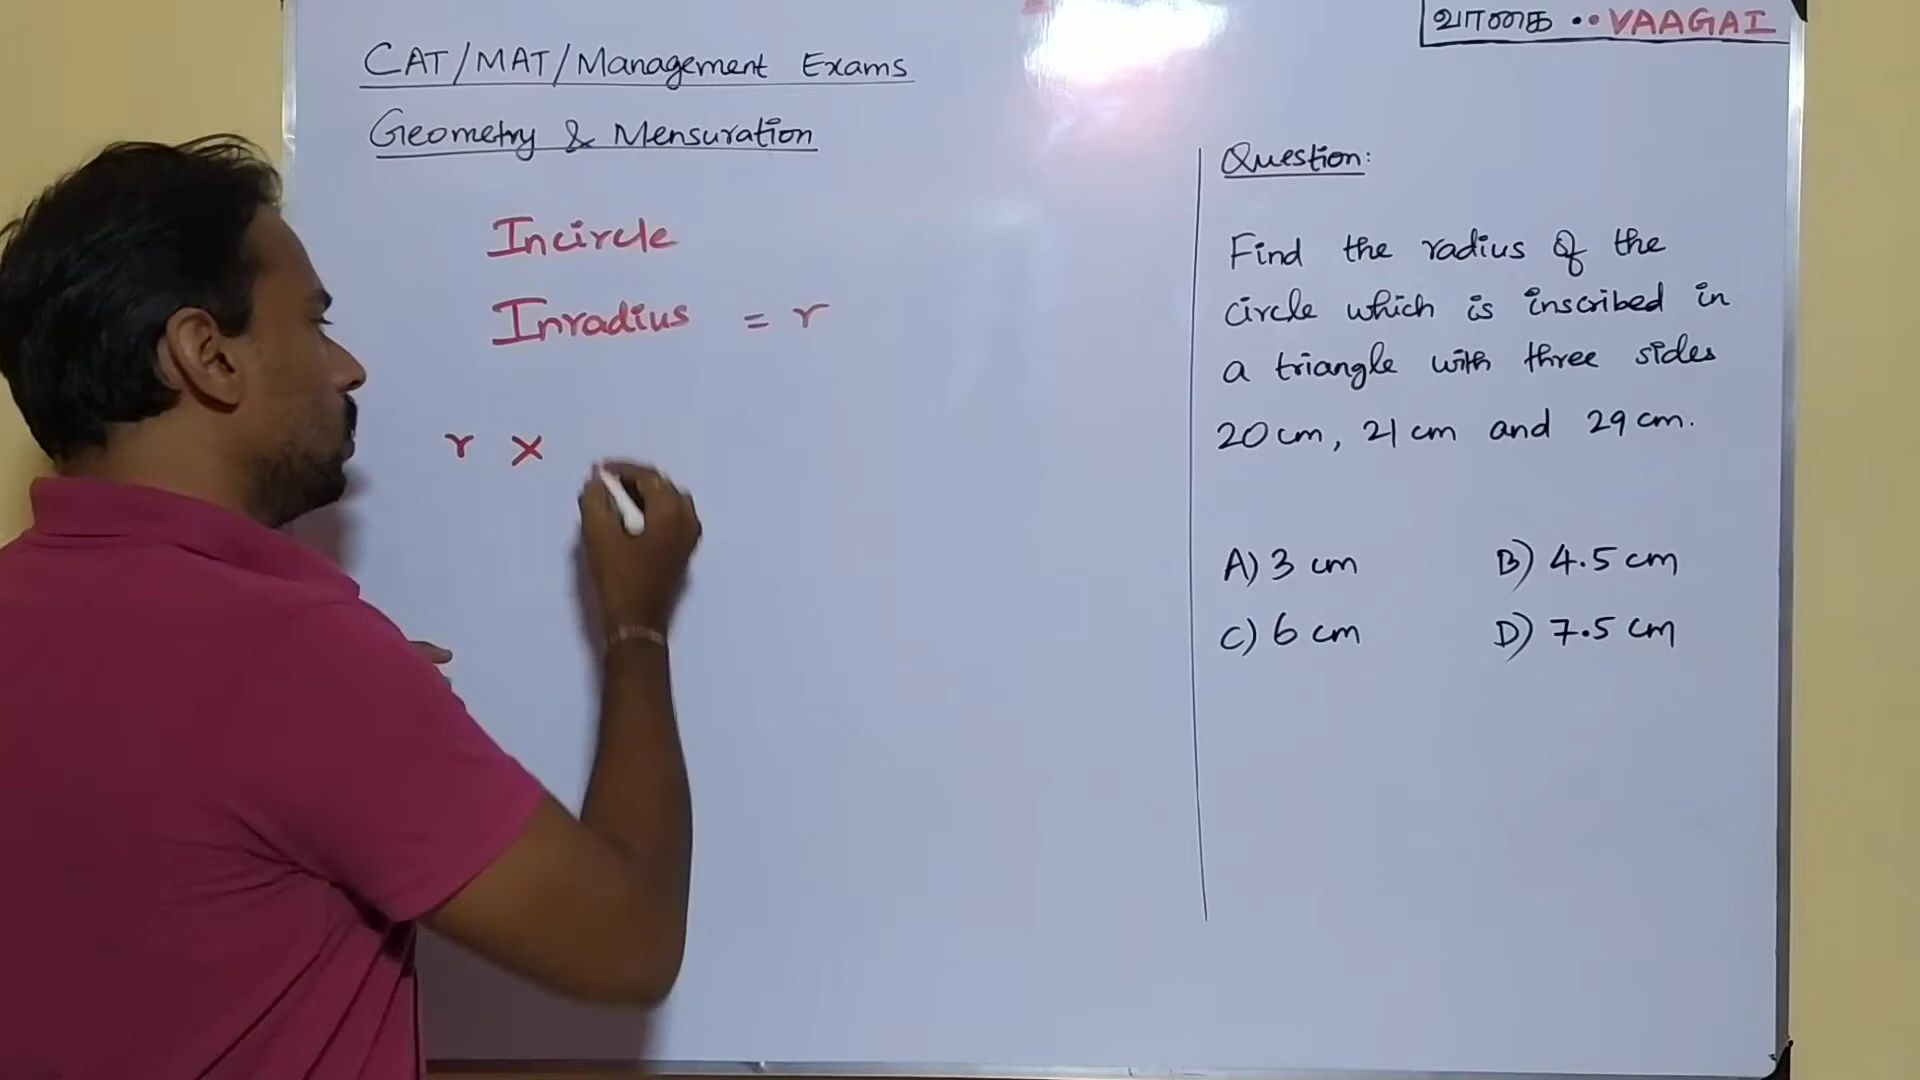 வாகை ..VAAGAI
CAT/MAT/Management Exams
Geometry & Mensuration
Incircle
Inradius = r
r ×
Question:
Find the radius of the
circle which is inscribed in
a triangle with three sides
20 cm, 21 cm and 29 cm.
A) 3 cm B) 4.5 cm
C) 6 cm D) 7.5 cm